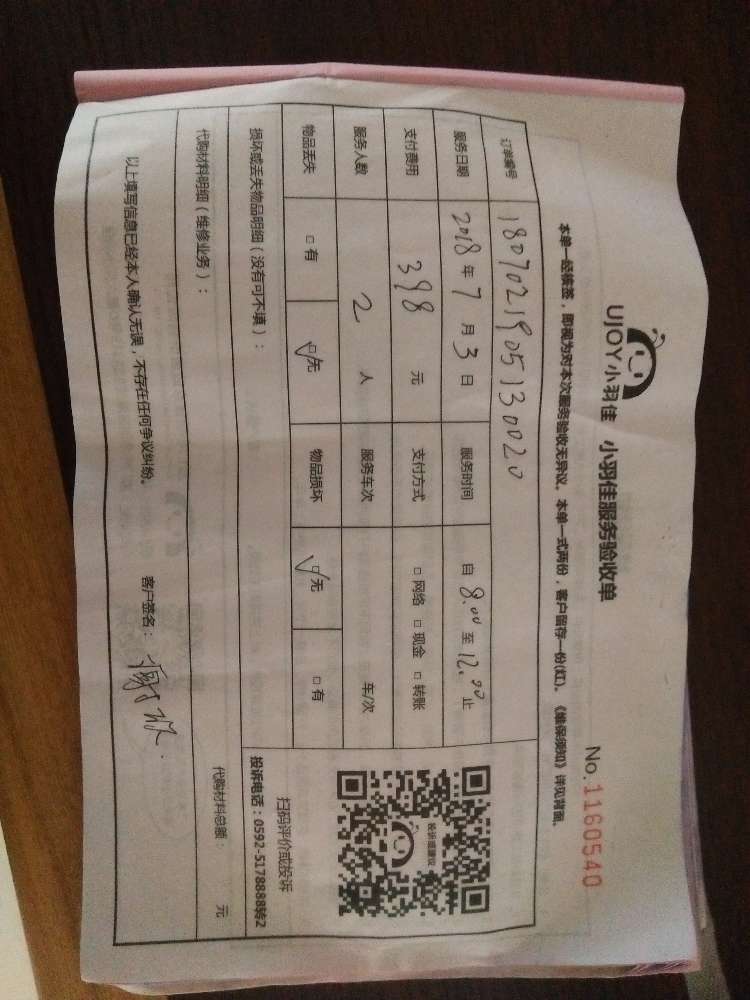 UJOY小羽佳 小羽佳服务验收单
No.1160540
本单一经核签，即视为对本次服务验收无异议。本单一式两份，客户留存一份(红)。《维保须知》详见背面。
订单编号 1807021905130020
服务日期 2018年7月3日 服务时间 自8:00至12:00止
支付费用 398元 支付方式 □网络 □现金 □转账
服务人数 2人 服务车次 车/次
物品丢失 □有 ☑无 物品损坏 ☑无 □有
损坏或丢失物品明细（没有可不填）：
扫码评价或投诉
投诉电话：0592-5178888转2
代购材料明细（维修业务）：
代购材料总额： 元
以上填写信息已经本人确认无误，不存在任何争议纠纷。
客户签名：